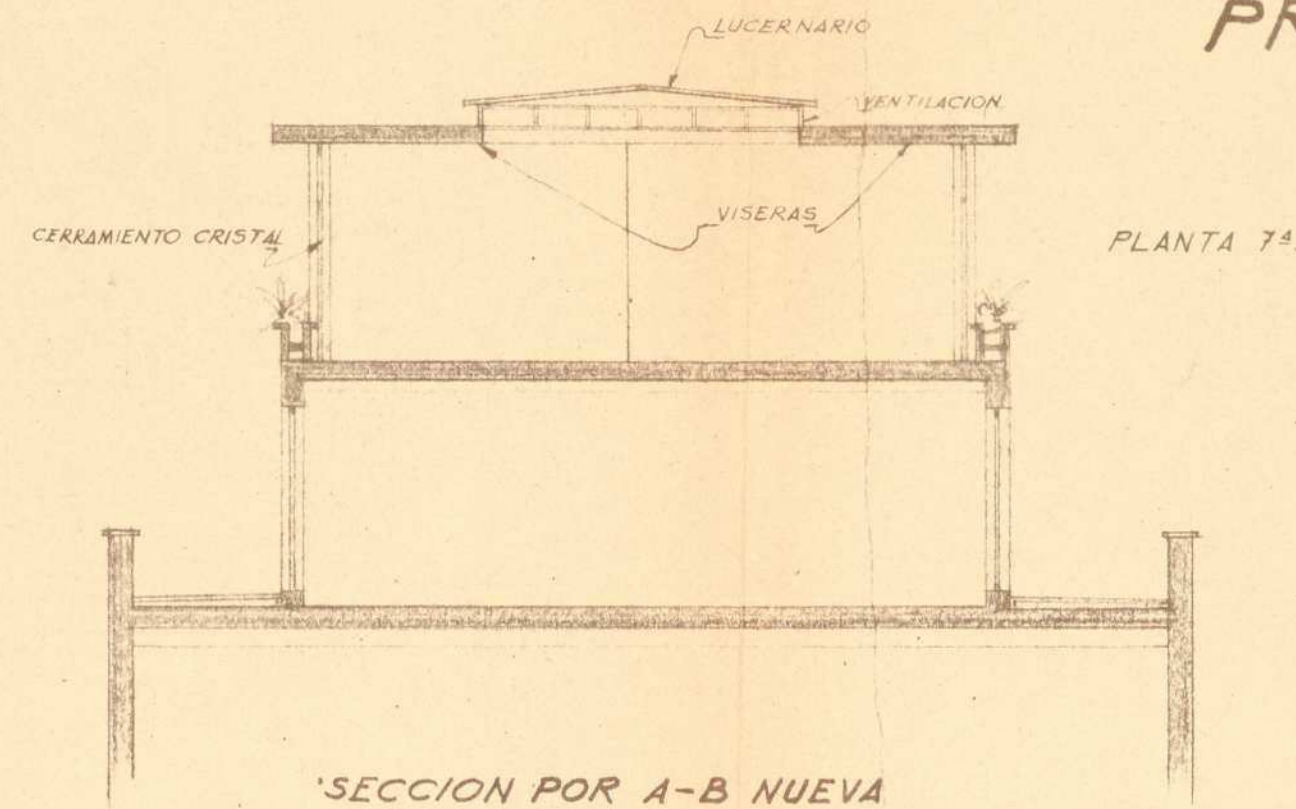 PR
LUCERNARIO
VENTILACION
VISERAS
CERRAMIENTO CRISTAL
PLANTA 7ª
SECCION POR A-B NUEVA